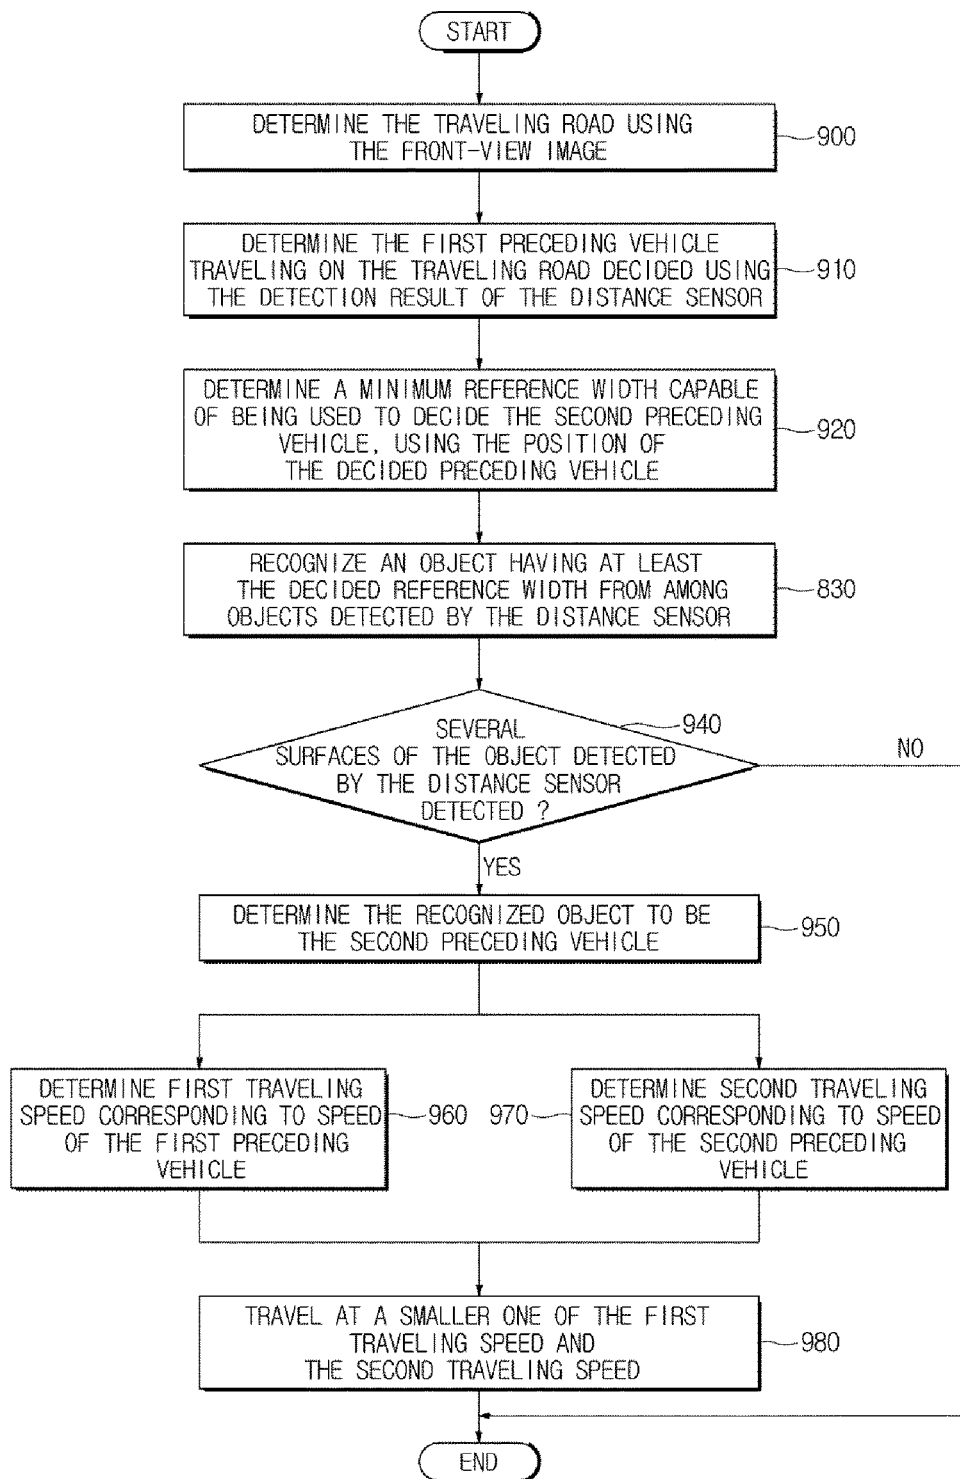 START
DETERMINE THE TRAVELING ROAD USING
THE FRONT-VIEW IMAGE
900
DETERMINE THE FIRST PRECEDING VEHICLE
TRAVELING ON THE TRAVELING ROAD DECIDED USING
THE DETECTION RESULT OF THE DISTANCE SENSOR
910
DETERMINE A MINIMUM REFERENCE WIDTH CAPABLE
OF BEING USED TO DECIDE THE SECOND PRECEDING
VEHICLE, USING THE POSITION OF
THE DECIDED PRECEDING VEHICLE
920
RECOGNIZE AN OBJECT HAVING AT LEAST
THE DECIDED REFERENCE WIDTH FROM AMONG
OBJECTS DETECTED BY THE DISTANCE SENSOR
830
SEVERAL
SURFACES OF THE OBJECT DETECTED
BY THE DISTANCE SENSOR
DETECTED ?
940
NO
YES
DETERMINE THE RECOGNIZED OBJECT TO BE
THE SECOND PRECEDING VEHICLE
950
DETERMINE FIRST TRAVELING
SPEED CORRESPONDING TO SPEED
OF THE FIRST PRECEDING
VEHICLE
960
970
DETERMINE SECOND TRAVELING
SPEED CORRESPONDING TO SPEED
OF THE SECOND PRECEDING
VEHICLE
TRAVEL AT A SMALLER ONE OF THE FIRST
TRAVELING SPEED AND
THE SECOND TRAVELING SPEED
980
END